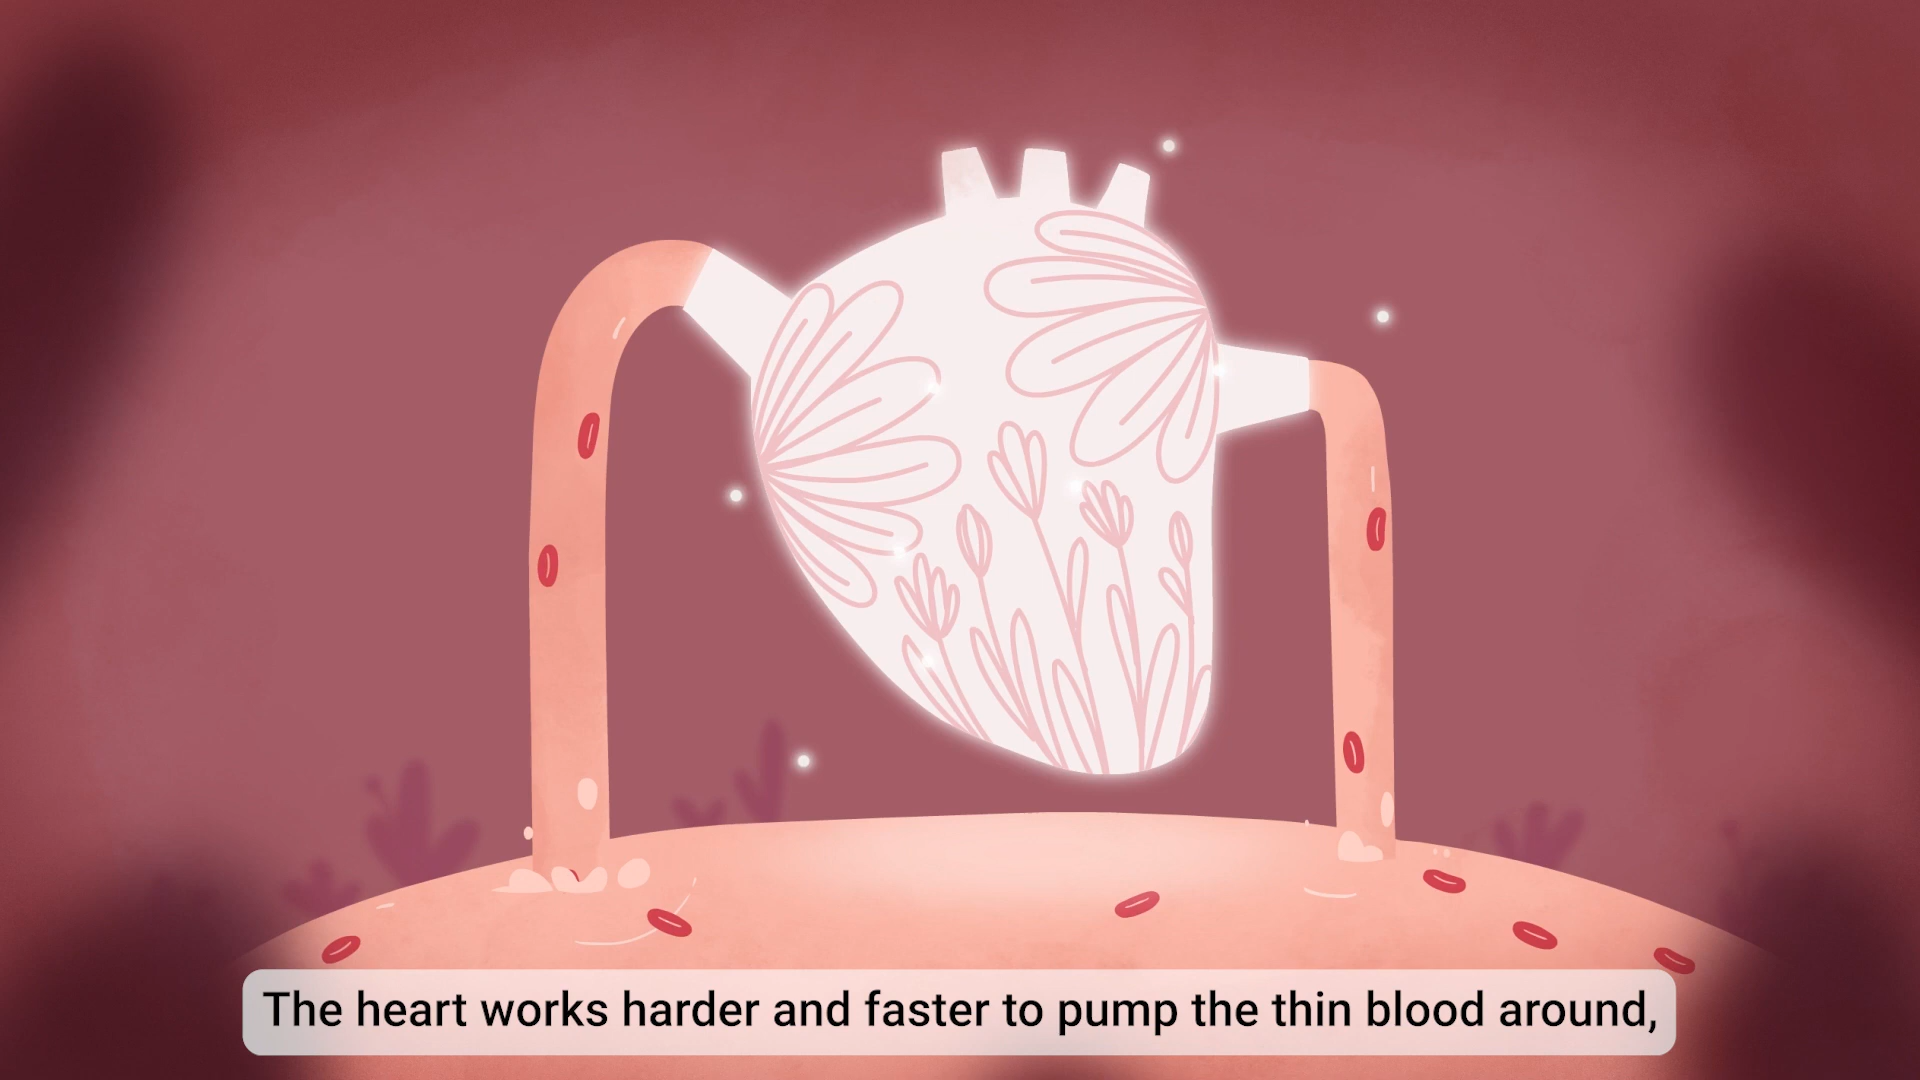 The heart works harder and faster to pump the thin blood around,